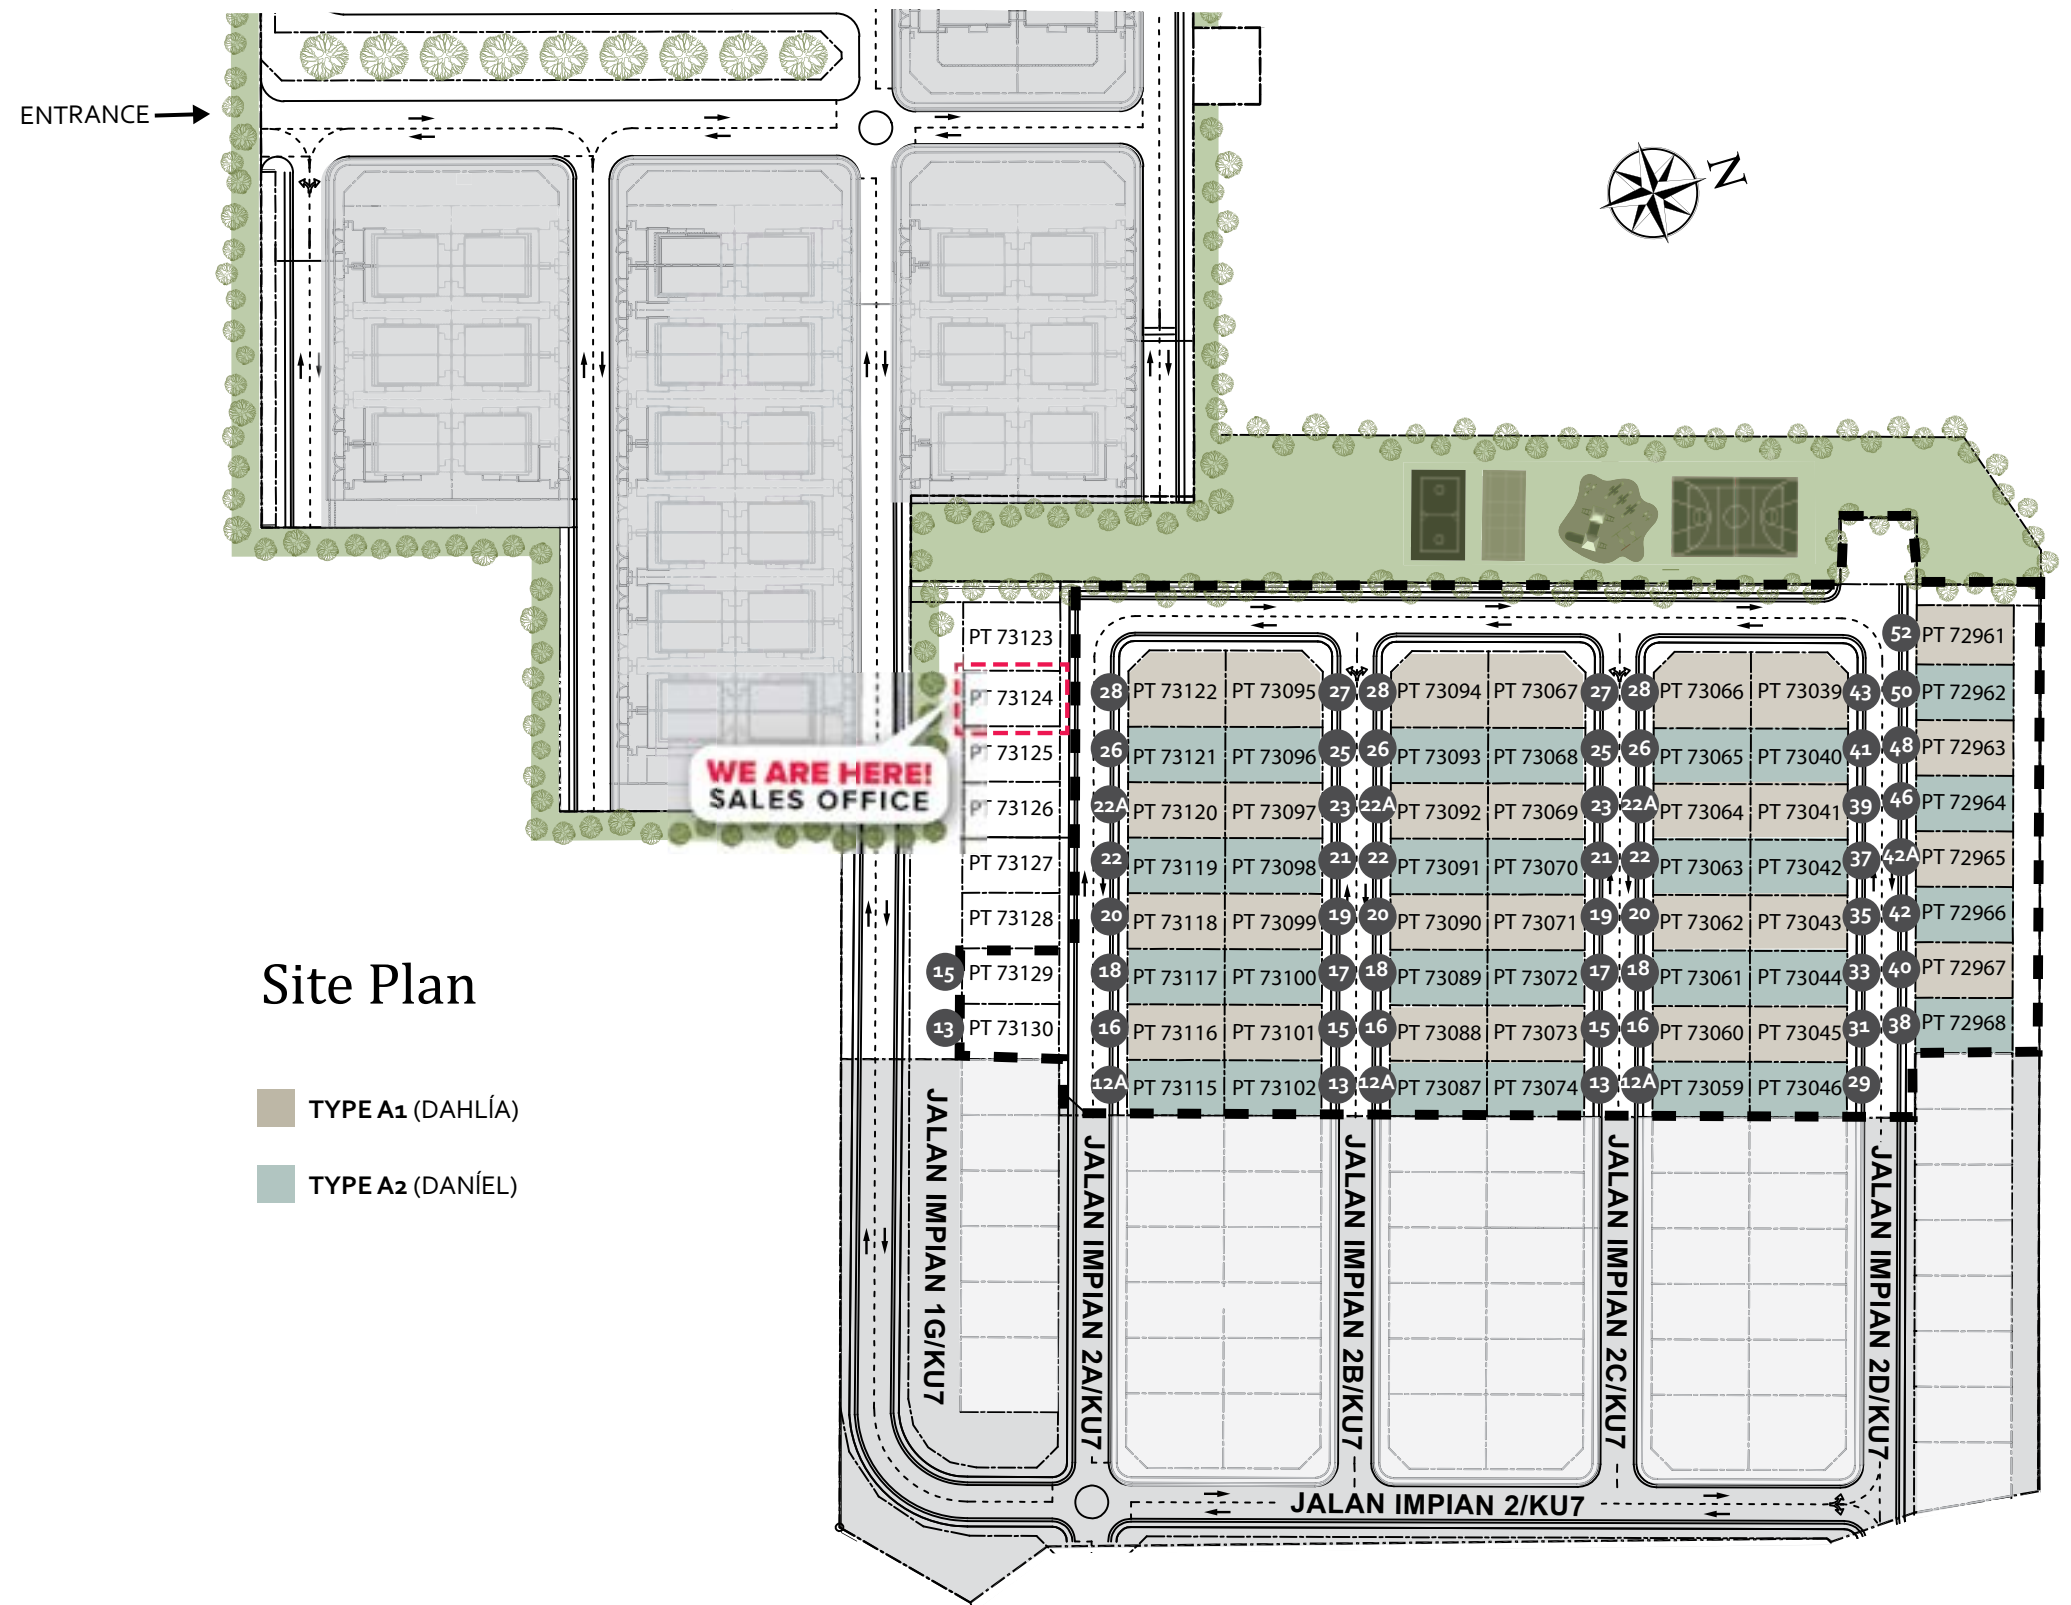 ENTRANCE
N
PT 73123
PT 73124
PT 73125
PT 73126
PT 73127
PT 73128
15 PT 73129
13 PT 73130
WE ARE HERE!
SALES OFFICE
28 PT 73122 PT 73095 27 28 PT 73094 PT 73067 27 28 PT 73066 PT 73039 43
26 PT 73121 PT 73096 25 26 PT 73093 PT 73068 25 26 PT 73065 PT 73040 41
22A PT 73120 PT 73097 23 22A PT 73092 PT 73069 23 22A PT 73064 PT 73041 39
22 PT 73119 PT 73098 21 22 PT 73091 PT 73070 21 22 PT 73063 PT 73042 37
20 PT 73118 PT 73099 19 20 PT 73090 PT 73071 19 20 PT 73062 PT 73043 35
18 PT 73117 PT 73100 17 18 PT 73089 PT 73072 17 18 PT 73061 PT 73044 33
16 PT 73116 PT 73101 15 16 PT 73088 PT 73073 15 16 PT 73060 PT 73045 31
12A PT 73115 PT 73102 13 12A PT 73087 PT 73074 13 12A PT 73059 PT 73046 29
52 PT 72961
50 PT 72962
48 PT 72963
46 PT 72964
42A PT 72965
42 PT 72966
40 PT 72967
38 PT 72968
Site Plan
TYPE A1 (DAHLÍA)
TYPE A2 (DANÍEL)
JALAN IMPIAN 1G/KU7
JALAN IMPIAN 2A/KU7
JALAN IMPIAN 2B/KU7
JALAN IMPIAN 2C/KU7
JALAN IMPIAN 2D/KU7
JALAN IMPIAN 2/KU7